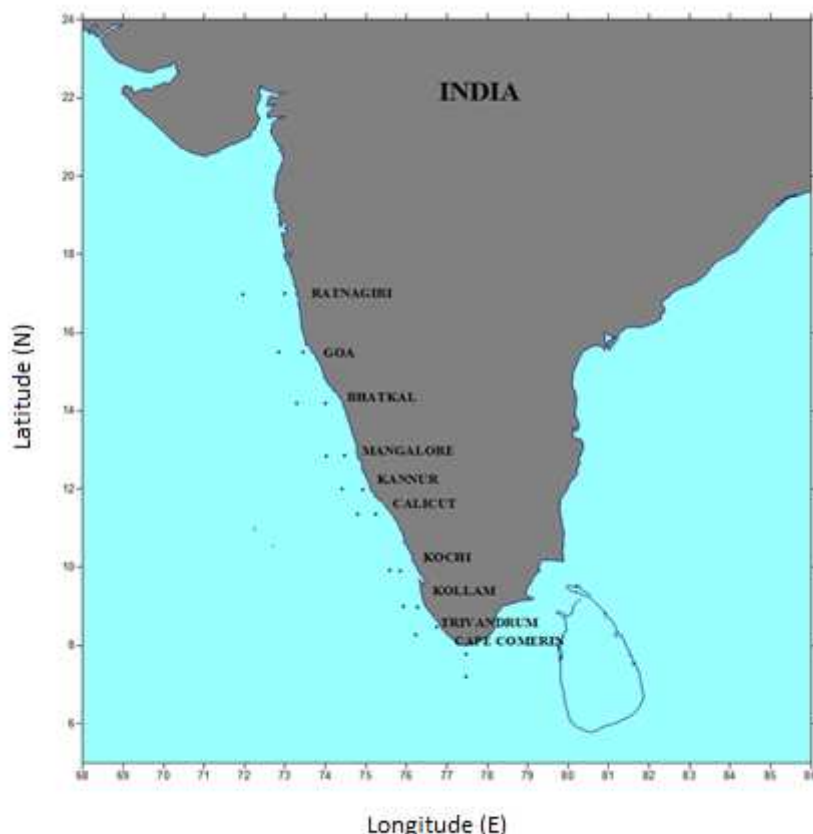 24
22
INDIA
20
18
RATNAGIRI
16
GOA
14
BHATKAL
MANGALORE
12
KANNUR
CALICUT
10
KOCHI
KOLLAM
TRIVANDRUM
8
CAPE COMERIN
6
Latitude (N)
68 69 70 71 72 73 74 75 76 77 78 79 80 81 82 83 84 85
Longitude (E)